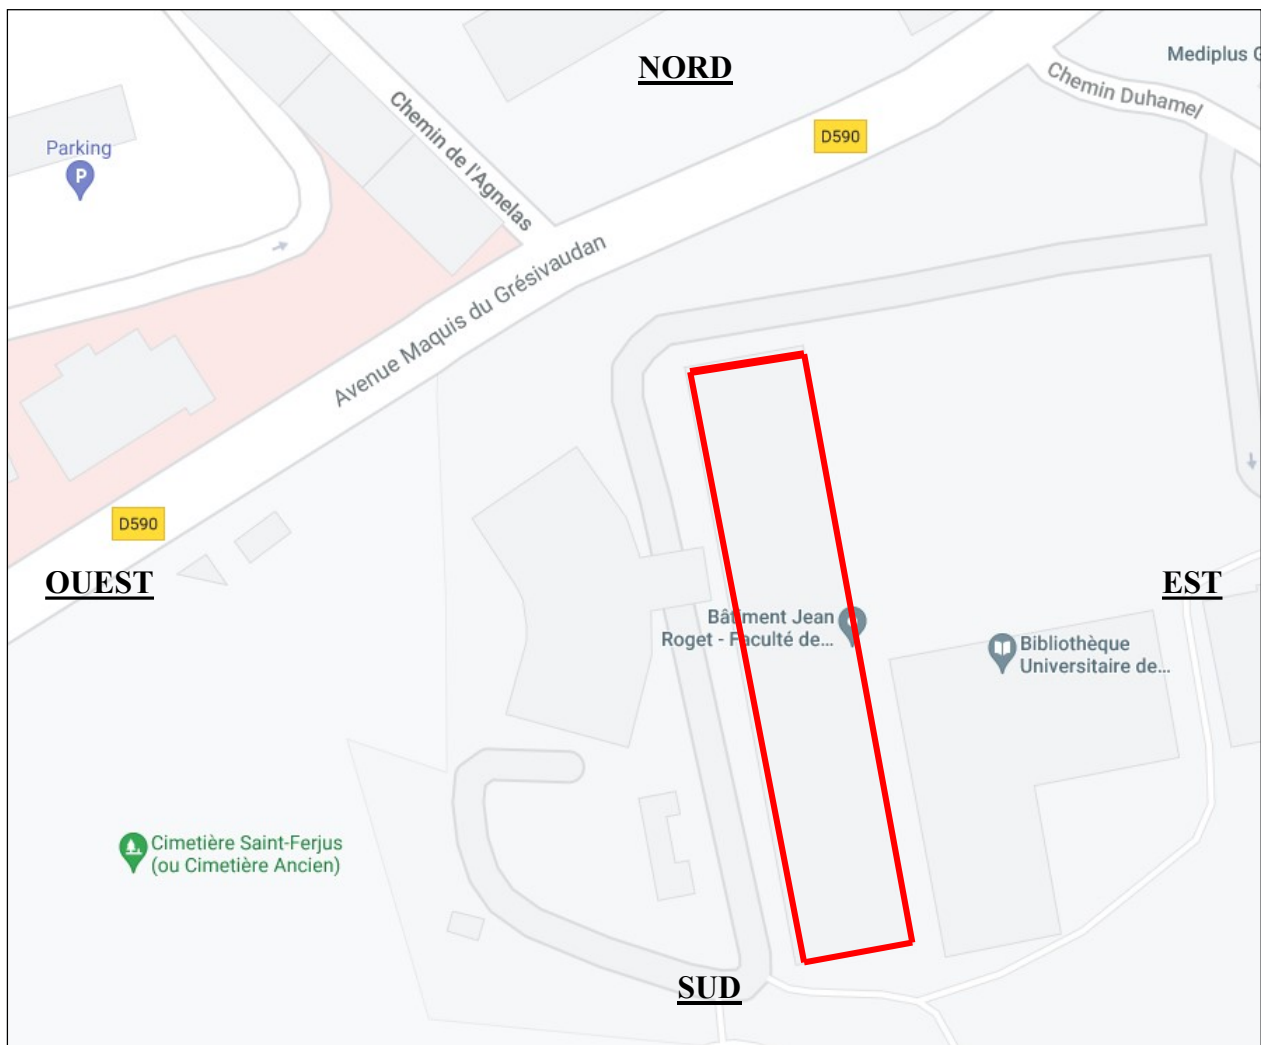 NORD
Mediplus G
Chemin Duhamel
D590
Chemin de l'Agnelas
Parking
P
Avenue Maquis du Grésivaudan
D590
OUEST
EST
Bâtiment Jean
Roget - Faculté de...
Bibliothèque
Universitaire de...
Cimetière Saint-Ferjus
(ou Cimetière Ancien)
SUD